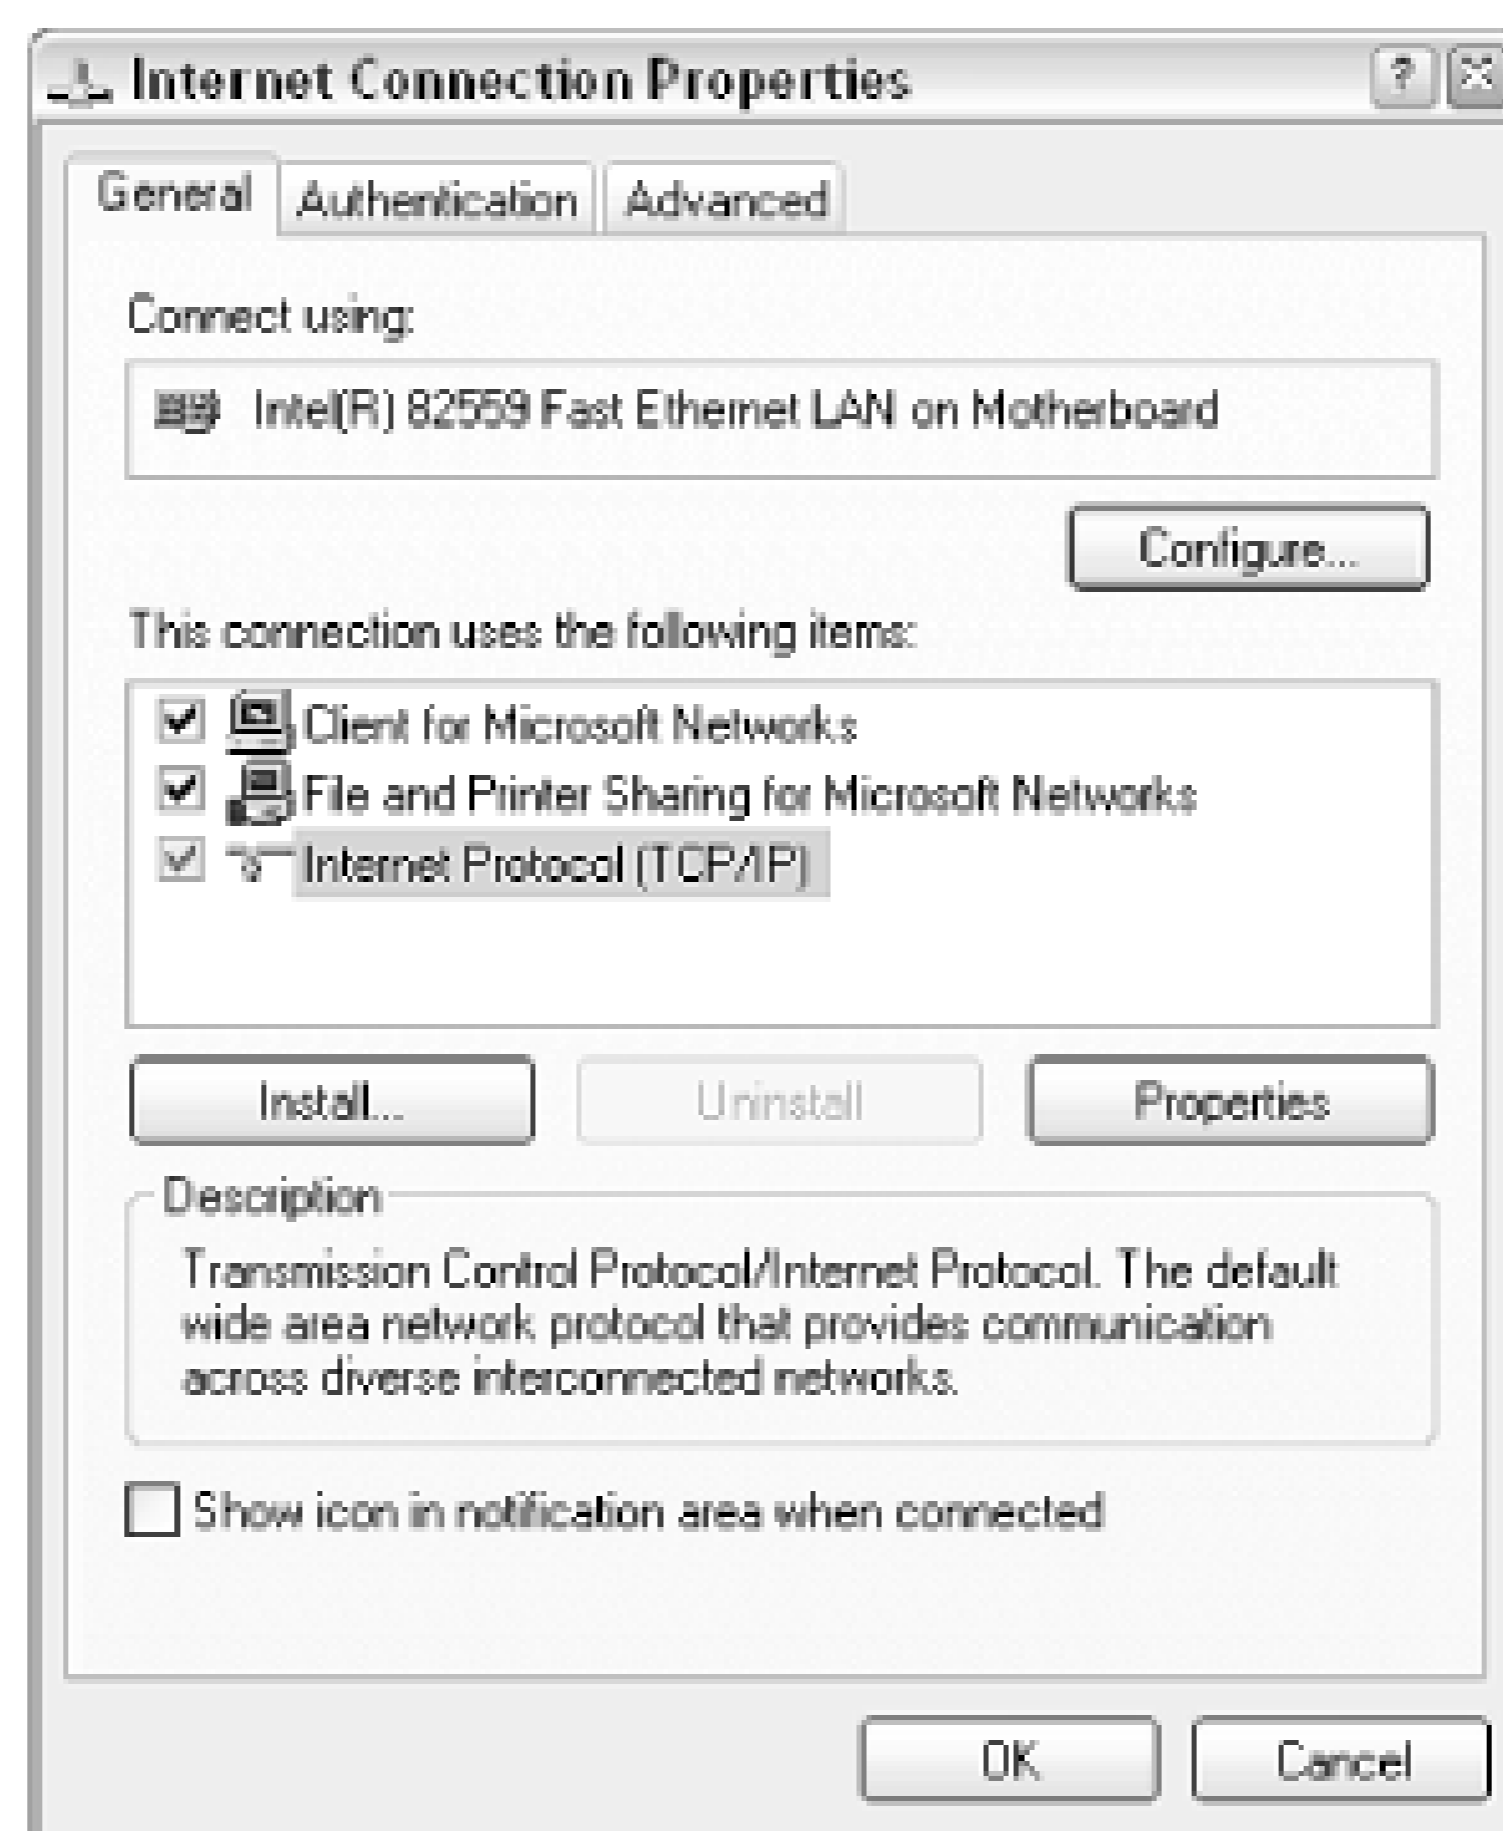 Internet Connection Properties
?
General
Authentication
Advanced
Connect using:
Intel(R) 82559 Fast Ethernet LAN on Motherboard
Configure...
This connection uses the following items:
Client for Microsoft Networks
File and Printer Sharing for Microsoft Networks
Internet Protocol (TCP/IP)
Install...
Uninstall
Properties
Description
Transmission Control Protocol/Internet Protocol. The default
wide area network protocol that provides communication
across diverse interconnected networks.
Show icon in notification area when connected
OK
Cancel